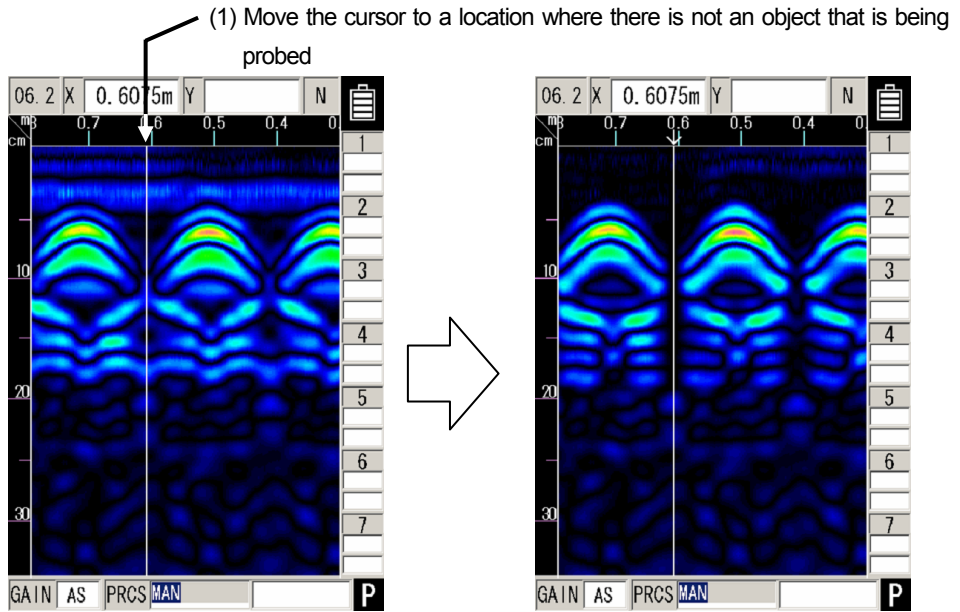 (1) Move the cursor to a location where there is not an object that is being
probed
06. 2 X 0. 6075m Y N
m 8 0.7 0.6 0.5 0.4 0.
cm
1
2
10 3
4
20 5
6
30 7
GAIN AS PRCS MAN P
06. 2 X 0. 6075m Y N
m 8 0.7 0.6 0.5 0.4 0.
cm
1
2
10 3
4
20 5
6
30 7
GAIN AS PRCS MAN P